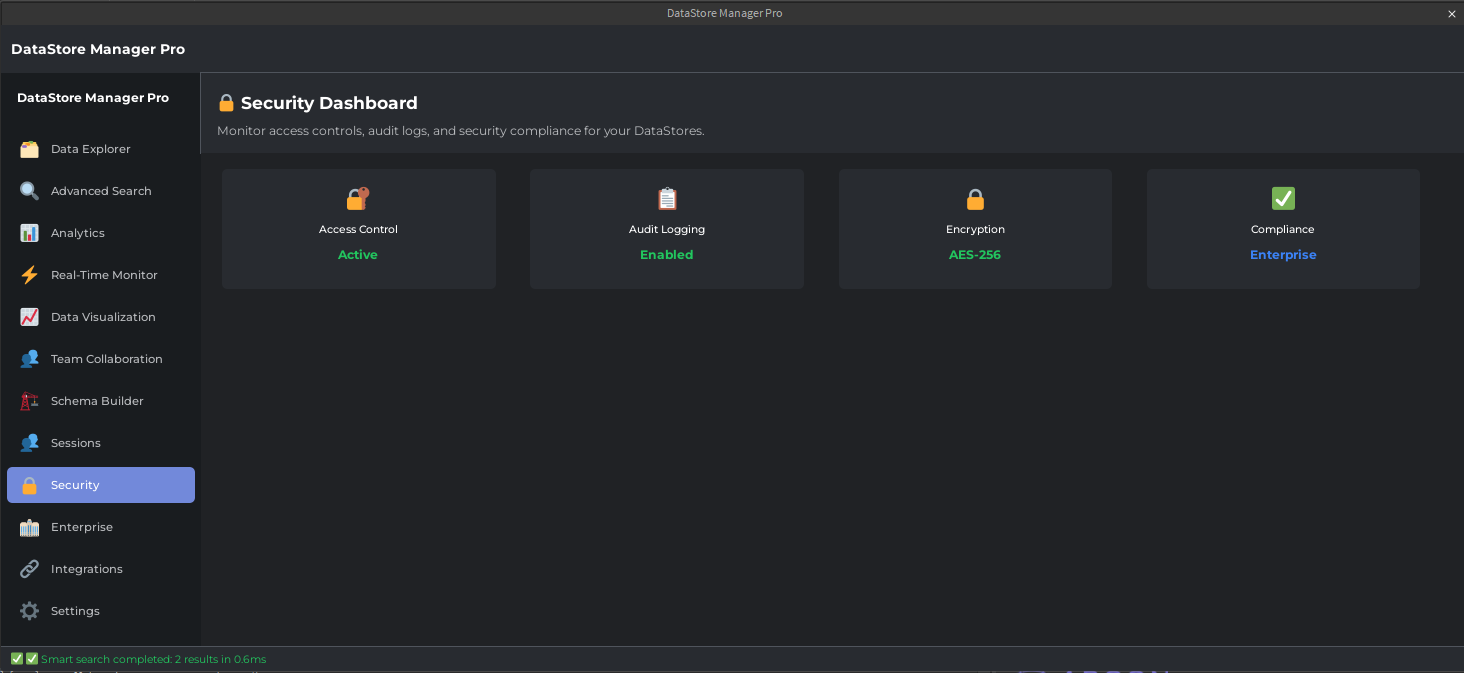 DataStore Manager Pro
DataStore Manager Pro
DataStore Manager Pro
Data Explorer
Advanced Search
Analytics
Real-Time Monitor
Data Visualization
Team Collaboration
Schema Builder
Sessions
Security
Enterprise
Integrations
Settings
Security Dashboard
Monitor access controls, audit logs, and security compliance for your DataStores.
Access Control
Active
Audit Logging
Enabled
Encryption
AES-256
Compliance
Enterprise
Smart search completed: 2 results in 0.6ms